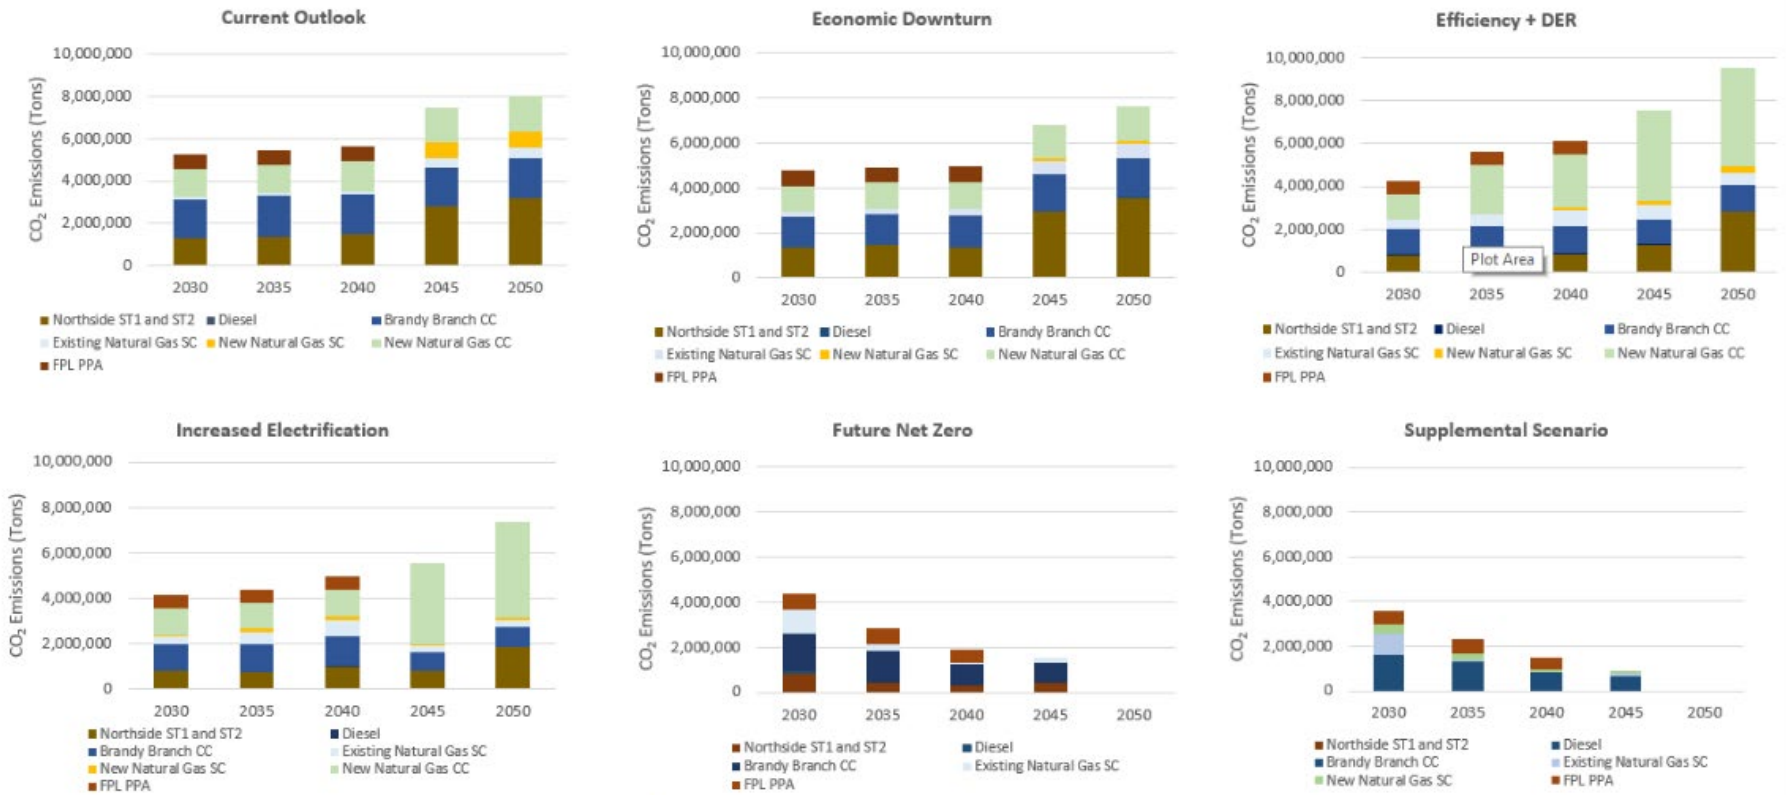 Current Outlook
CO2 Emissions (Tons)
10,000,000
8,000,000
6,000,000
4,000,000
2,000,000
0
2030 2035 2040 2045 2050
Northside ST1 and ST2 Diesel Brandy Branch CC
Existing Natural Gas SC New Natural Gas SC New Natural Gas CC
FPL PPA
Economic Downturn
CO2 Emissions (Tons)
10,000,000
8,000,000
6,000,000
4,000,000
2,000,000
0
2030 2035 2040 2045 2050
Northside ST1 and ST2 Diesel Brandy Branch CC
Existing Natural Gas SC New Natural Gas SC New Natural Gas CC
FPL PPA
Efficiency + DER
CO2 Emissions (Tons)
10,000,000
8,000,000
6,000,000
4,000,000
2,000,000
0
Plot Area
2030 2035 2040 2045 2050
Northside ST1 and ST2 Diesel Brandy Branch CC
Existing Natural Gas SC New Natural Gas SC New Natural Gas CC
FPL PPA
Increased Electrification
CO2 Emissions (Tons)
10,000,000
8,000,000
6,000,000
4,000,000
2,000,000
0
2030 2035 2040 2045 2050
Northside ST1 and ST2 Diesel
Brandy Branch CC Existing Natural Gas SC
New Natural Gas SC New Natural Gas CC
FPL PPA
Future Net Zero
CO2 Emissions (Tons)
10,000,000
8,000,000
6,000,000
4,000,000
2,000,000
0
2030 2035 2040 2045 2050
Northside ST1 and ST2 Diesel
Brandy Branch CC Existing Natural Gas SC
FPL PPA
Supplemental Scenario
CO2 Emissions (Tons)
10,000,000
8,000,000
6,000,000
4,000,000
2,000,000
0
2030 2035 2040 2045 2050
Northside ST1 and ST2 Diesel
Brandy Branch CC Existing Natural Gas SC
New Natural Gas SC FPL PPA